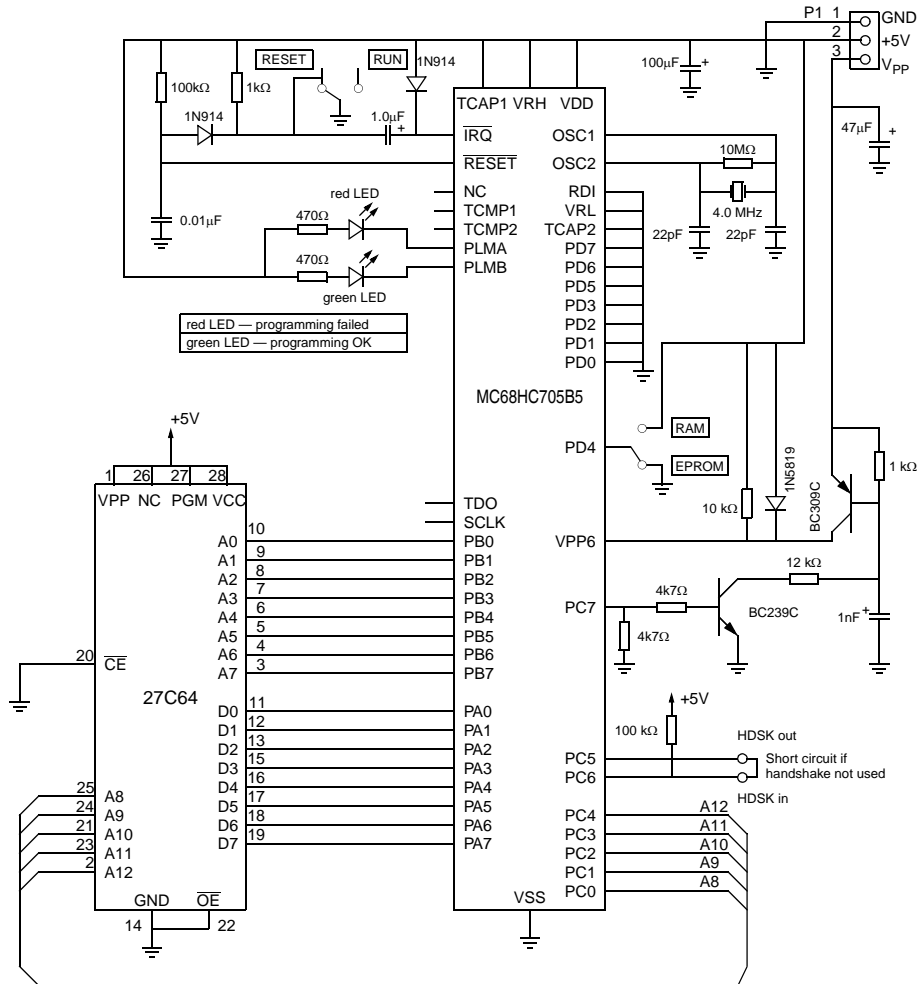 P1 1 GND
2 +5V
3 VPP
RESET RUN 1N914 100µF +
100kΩ 1kΩ
1N914 1.0µF +
TCAP1 VRH VDD
47µF +
IRQ OSC1
10MΩ
RESET OSC2
red LED
NC RDI
4.0 MHz
0.01µF 470Ω TCMP1 VRL
TCMP2 TCAP2 22pF 22pF
PLMA PD7
470Ω PLMB PD6
green LED PD5
PD3
red LED — programming failed PD2
green LED — programming OK PD1
PD0
MC68HC705B5
+5V RAM
PD4
EPROM
1 kΩ
1 26 27 28
VPP NC PGM VCC
1N5819
BC309C
10 kΩ
TDO
SCLK
10
A0 PB0 VPP6
9
A1 PB1
8
A2 PB2 12 kΩ
7
A3 PB3 PC7 4k7Ω
6
A4 PB4 BC239C 1nF +
5
A5 PB5 4k7Ω
4
A6 PB6
20 3
CE A7 PB7
27C64
+5V
11
D0 PA0
12
D1 PA1 100 kΩ HDSK out
13
D2 PA2
15
D3 PA3 PC5 Short circuit if
16
D4 PA4 PC6 handshake not used
25 17
A8 D5 PA5 HDSK in
24 18
A9 D6 PA6 PC4 A12
21 19
A10 D7 PA7 PC3 A11
23
A11 PC2 A10
2
A12 PC1 A9
PC0 A8
GND OE VSS
14 22